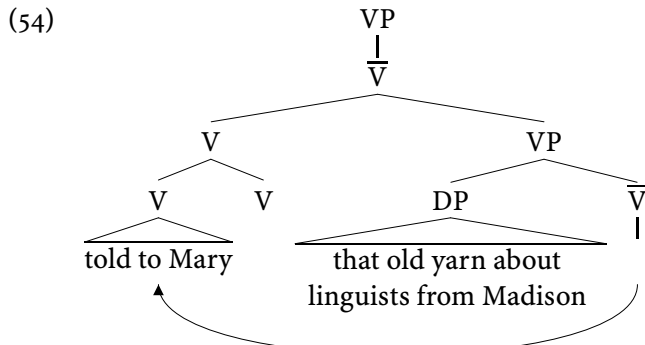 (54) VP
V̅
V VP
V V DP V̅
told to Mary that old yarn about
linguists from Madison